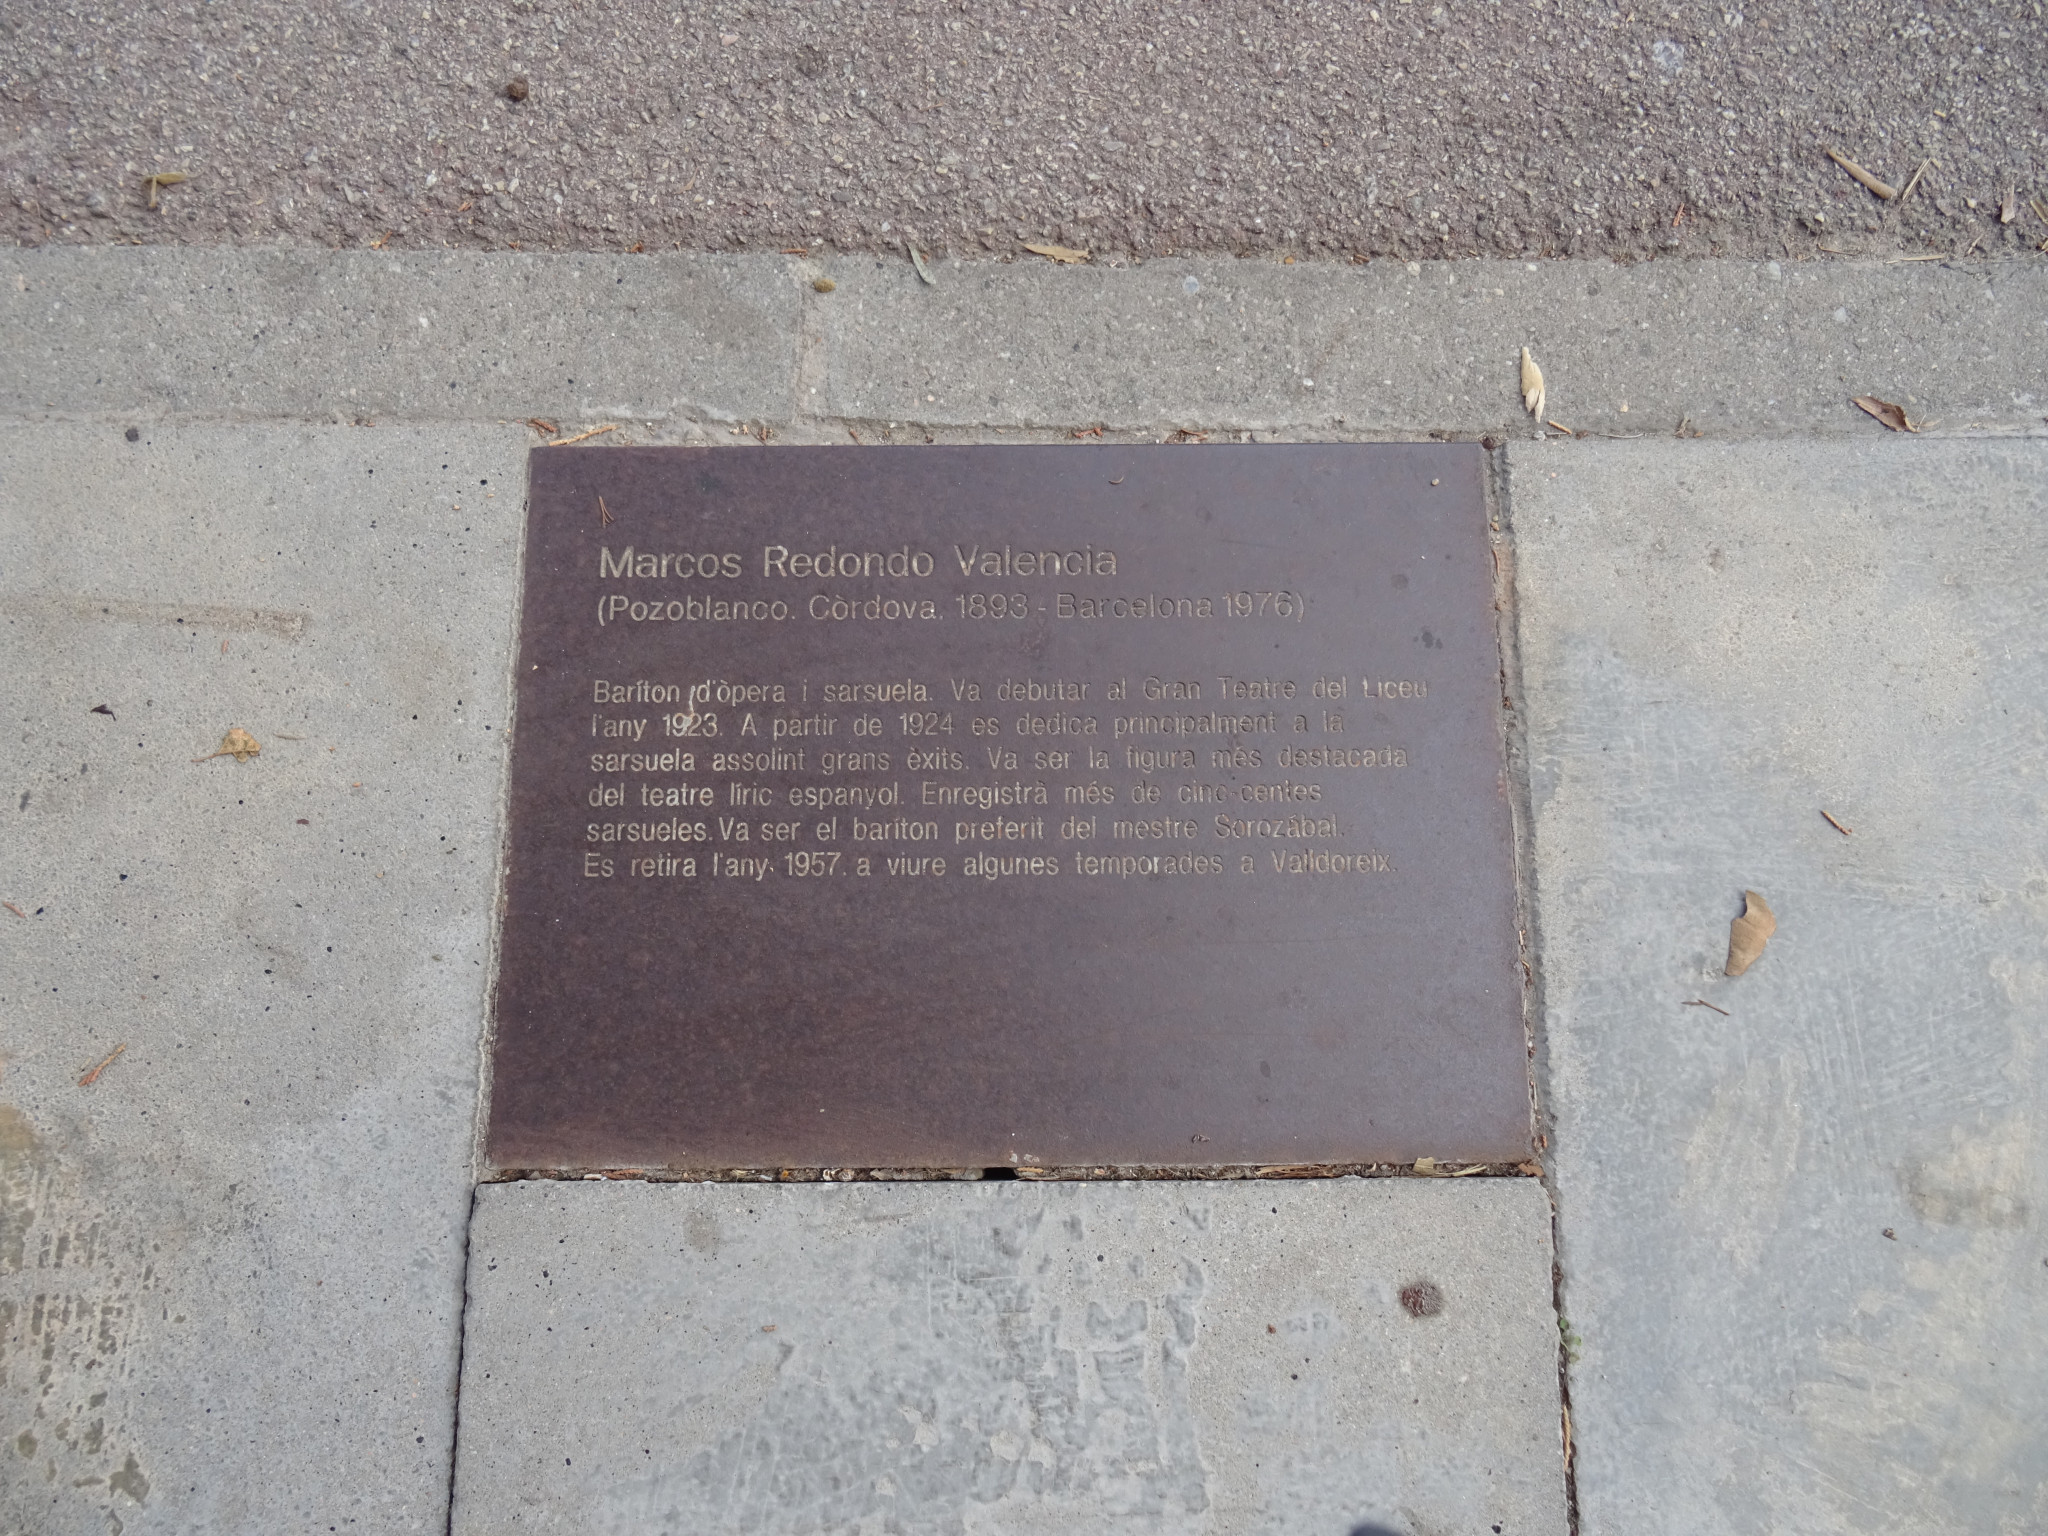 Marcos Redondo Valencia
(Pozoblanco. Còrdova, 1893 - Barcelona 1976)
Baríton d'òpera i sarsuela. Va debutar al Gran Teatre del Liceu
l'any 1923. A partir de 1924 es dedica principalment a la
sarsuela assolint grans èxits. Va ser la figura més destacada
del teatre líric espanyol. Enregistrà més de cinc-centes
sarsueles. Va ser el baríton preferit del mestre Sorozábal.
Es retira l'any, 1957. a viure algunes temporades a Valldoreix.